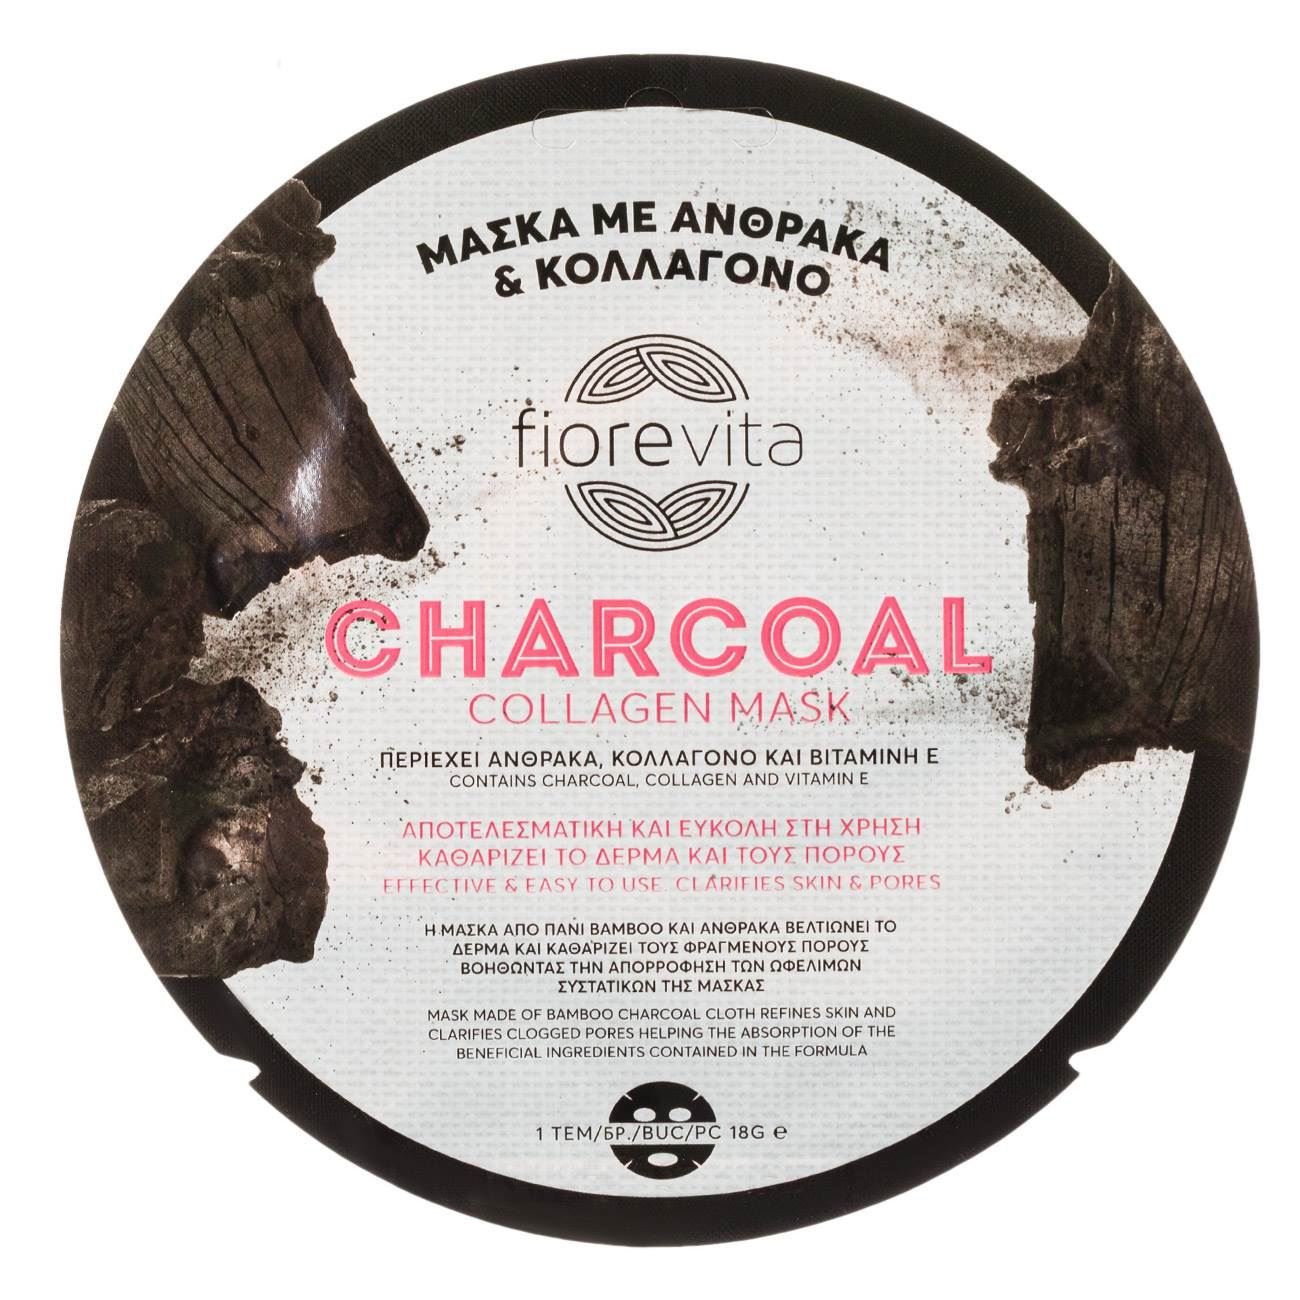 ΜΑΣΚΑ ΜΕ ΑΝΘΡΑΚΑ
& ΚΟΛΛΑΓΟΝΟ
fiorevita
CHARCOAL
COLLAGEN MASK
ΠΕΡΙΕΧΕΙ ΑΝΘΡΑΚΑ, ΚΟΛΛΑΓΟΝΟ ΚΑΙ ΒΙΤΑΜΙΝΗ Ε
CONTAINS CHARCOAL, COLLAGEN AND VITAMIN E
ΑΠΟΤΕΛΕΣΜΑΤΙΚΗ ΚΑΙ ΕΥΚΟΛΗ ΣΤΗ ΧΡΗΣΗ
ΚΑΘΑΡΙΖΕΙ ΤΟ ΔΕΡΜΑ ΚΑΙ ΤΟΥΣ ΠΟΡΟΥΣ
EFFECTIVE & EASY TO USE. CLARIFIES SKIN & PORES
Η ΜΑΣΚΑ ΑΠΟ ΠΑΝΙ BAMBOO ΚΑΙ ΑΝΘΡΑΚΑ ΒΕΛΤΙΩΝΕΙ ΤΟ
ΔΕΡΜΑ ΚΑΙ ΚΑΘΑΡΙΖΕΙ ΤΟΥΣ ΦΡΑΓΜΕΝΟΥΣ ΠΟΡΟΥΣ
ΒΟΗΘΩΝΤΑΣ ΤΗΝ ΑΠΟΡΡΟΦΗΣΗ ΤΩΝ ΩΦΕΛΙΜΩΝ
ΣΥΣΤΑΤΙΚΩΝ ΤΗΣ ΜΑΣΚΑΣ
MASK MADE OF BAMBOO CHARCOAL CLOTH REFINES SKIN AND
CLARIFIES CLOGGED PORES HELPING THE ABSORPTION OF THE
BENEFICIAL INGREDIENTS CONTAINED IN THE FORMULA
1 ΤΕΜ/БР./BUC/PC 18G ℮